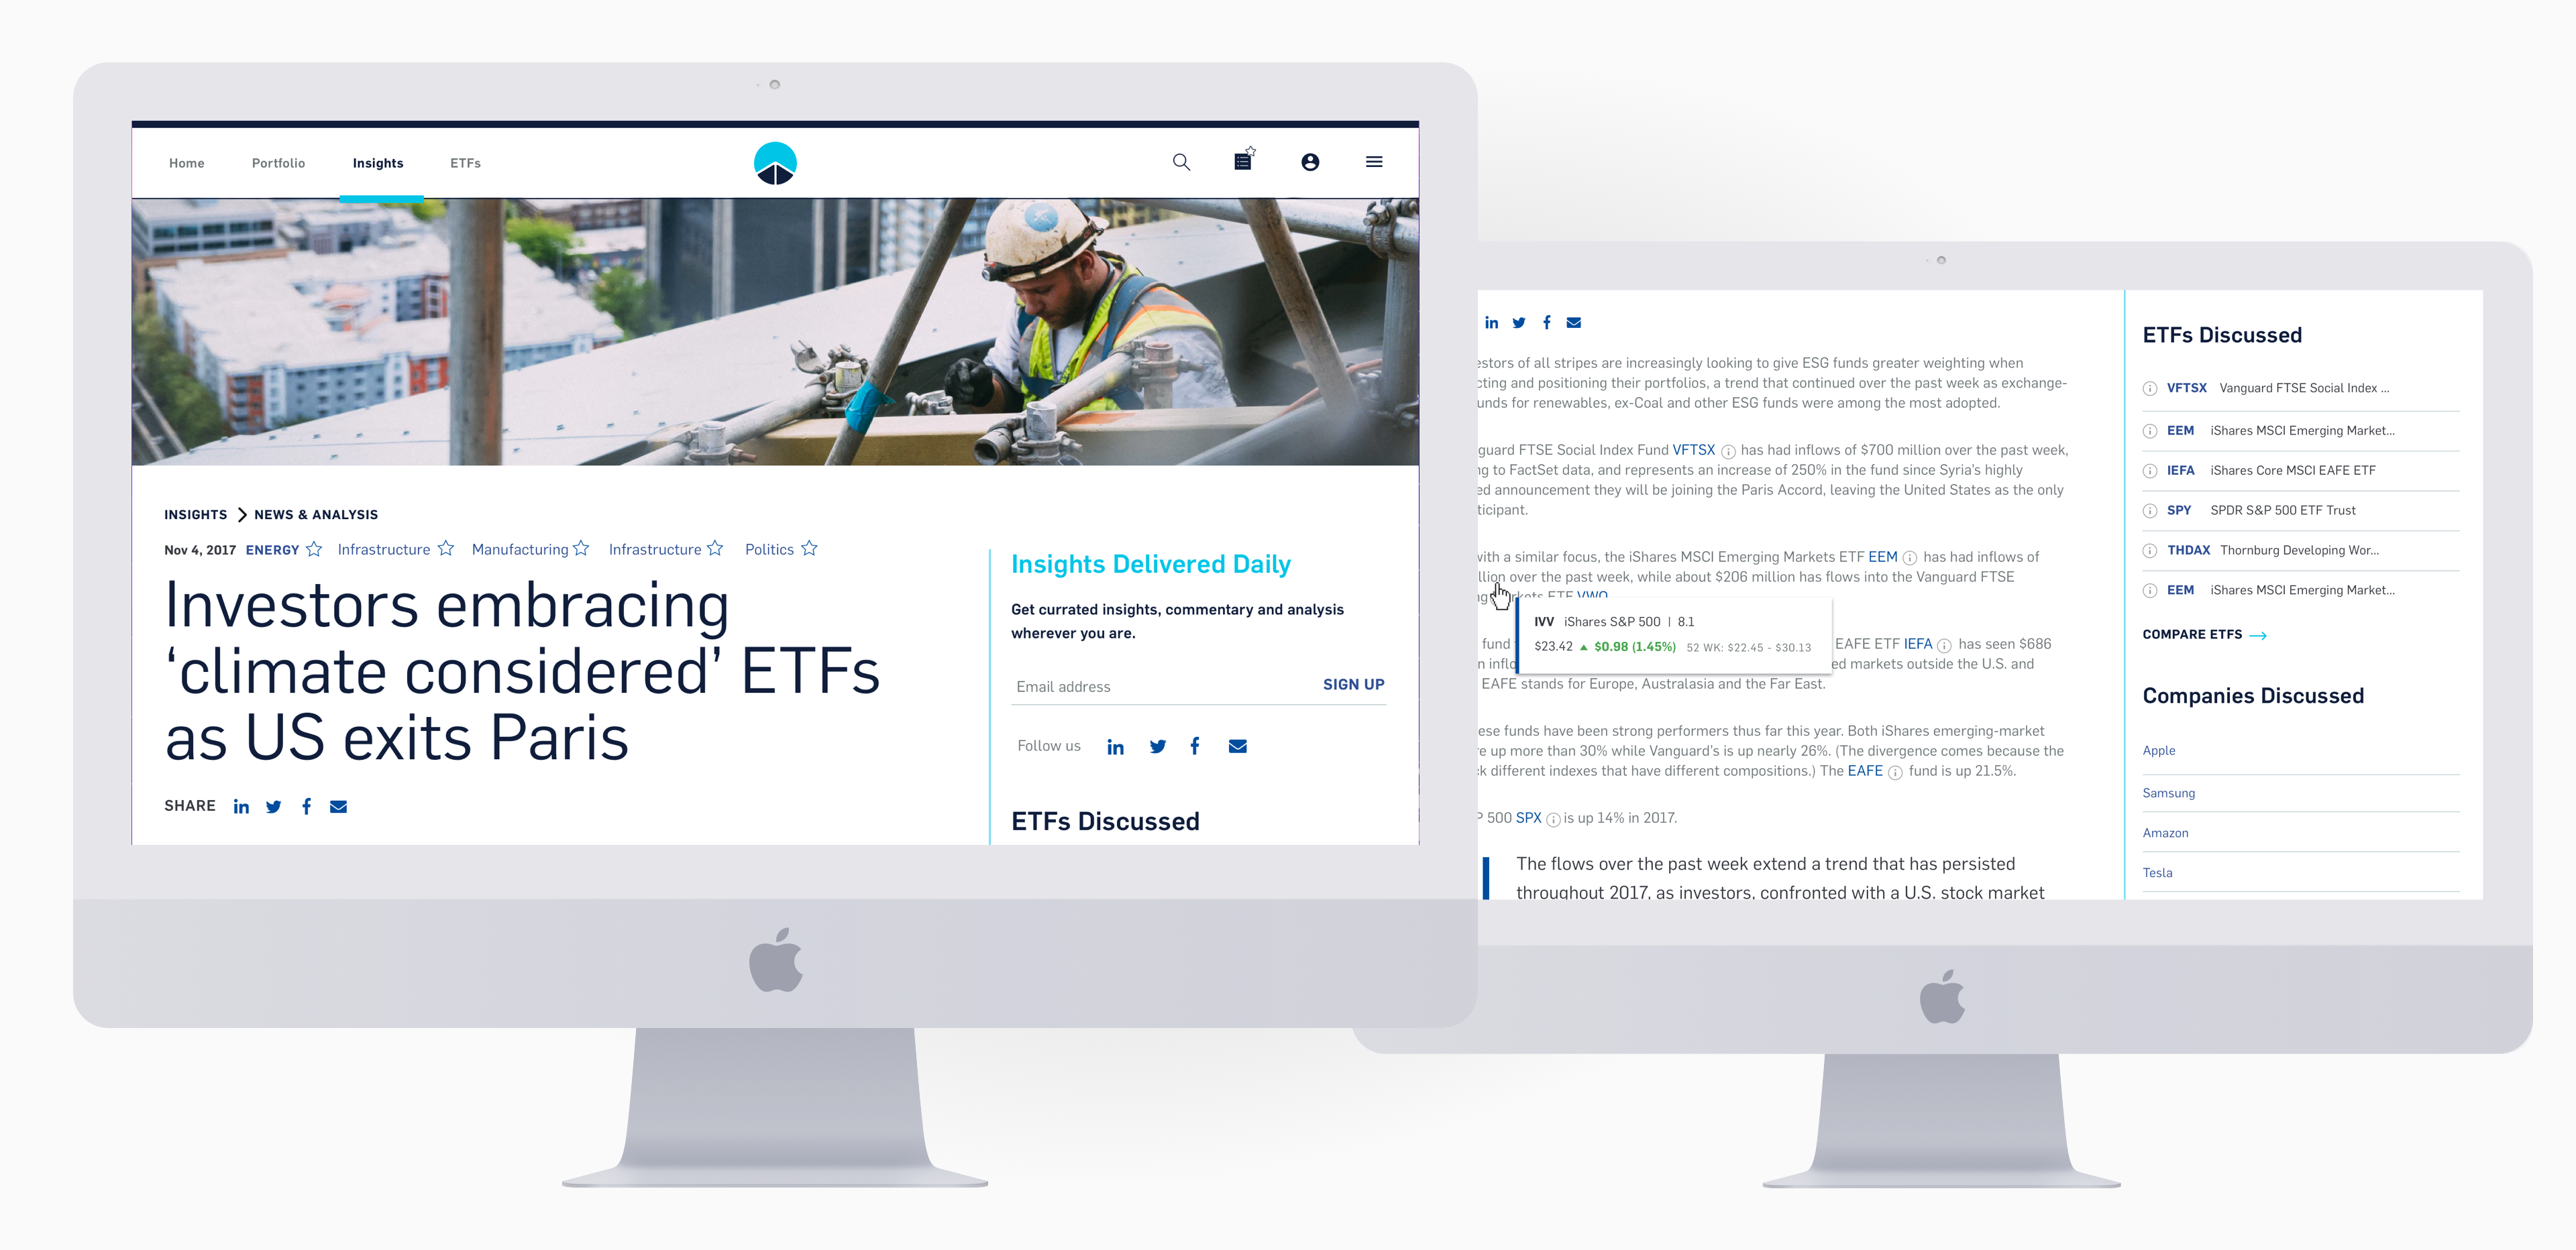 Home
Portfolio
Insights
ETFs
INSIGHTS
NEWS & ANALYSIS
Nov 4, 2017 ENERGY Infrastructure Manufacturing Infrastructure Politics
Investors embracing
‘climate considered’ ETFs
as US exits Paris
SHARE
Insights Delivered Daily
Get currated insights, commentary and analysis
wherever you are.
Email address
SIGN UP
Follow us
ETFs Discussed
of all stripes are increasingly looking to give ESG funds greater weighting when
and positioning their portfolios, a trend that continued over the past week as exchange-
for renewables, ex-Coal and other ESG funds were among the most adopted.
FTSE Social Index Fund VFTSX has had inflows of $700 million over the past week,
to FactSet data, and represents an increase of 250% in the fund since Syria's highly
announcement they will be joining the Paris Accord, leaving the United States as the only
with a similar focus, the iShares MSCI Emerging Markets ETF EEM has had inflows of
over the past week, while about $206 million has flows into the Vanguard FTSE
ETF VWO
IVV iShares S&P 500 | 8.1
$23.42 $0.98 (1.45%) 52 WK: $22.45 - $30.13
fund
EAFE ETF IEFA has seen $686
markets outside the U.S. and
EAFE stands for Europe, Australasia and the Far East.
funds have been strong performers thus far this year. Both iShares emerging-market
up more than 30% while Vanguard's is up nearly 26%. (The divergence comes because the
different indexes that have different compositions.) The EAFE fund is up 21.5%.
500 SPX is up 14% in 2017.
The flows over the past week extend a trend that has persisted
throughout 2017, as investors, confronted with a U.S. stock market
ETFs Discussed
VFTSX Vanguard FTSE Social Index ...
EEM iShares MSCI Emerging Market...
IEFA iShares Core MSCI EAFE ETF
SPY SPDR S&P 500 ETF Trust
THDAX Thornburg Developing Wor...
EEM iShares MSCI Emerging Market...
COMPARE ETFS
Companies Discussed
Apple
Samsung
Amazon
Tesla